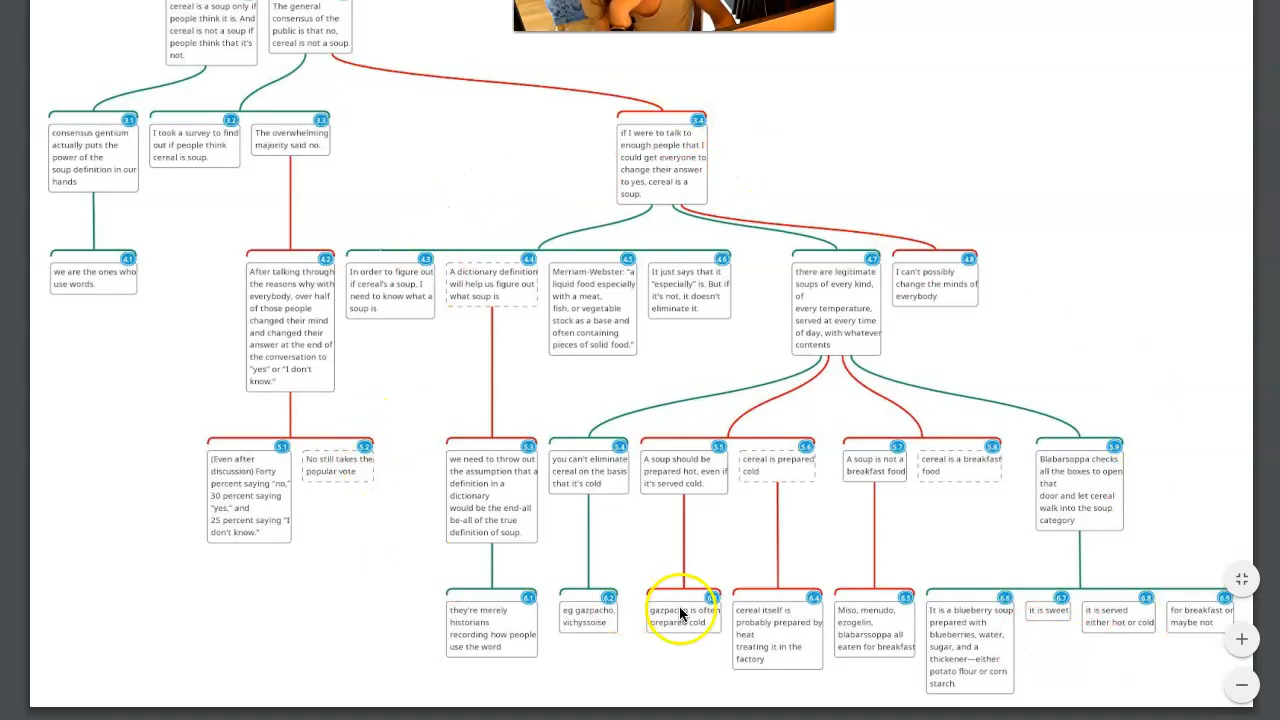 cereal is a soup only if
people think it is. And
cereal is not a soup if
people think that it's
not.
The general
consensus of the
public is that no,
cereal is not a soup.
3.1
consensus gentium
actually puts the
power of the
soup definition in our
hands
3.2
I took a survey to find
out if people think
cereal is soup.
3.3
The overwhelming
majority said no.
3.4
if I were to talk to
enough people that I
could get everyone to
change their answer
to yes, cereal is a
soup.
4.1
we are the ones who
use words.
4.2
After talking through
the reasons why with
everybody, over half
of those people
changed their mind
and changed their
answer at the end of
the conversation to
"yes" or "I don't
know."
4.3
In order to figure out
if cereal's a soup, I
need to know what a
soup is
4.4
A dictionary definition
will help us figure out
what soup is
4.5
Merriam-Webster: "a
liquid food especially
with a meat,
fish, or vegetable
stock as a base and
often containing
pieces of solid food."
4.6
It just says that it
"especially" is. But if
it's not, it doesn't
eliminate it.
4.7
there are legitimate
soups of every kind,
of
every temperature,
served at every time
of day, with whatever
contents
4.8
I can't possibly
change the minds of
everybody
5.1
(Even after
discussion) Forty
percent saying "no,"
30 percent saying
"yes," and
25 percent saying "I
don't know."
5.2
No still takes the
popular vote
5.3
we need to throw out
the assumption that a
definition in a
dictionary
would be the end-all
be-all of the true
definition of soup.
5.4
you can't eliminate
cereal on the basis
that it's cold
5.5
A soup should be
prepared hot, even if
it's served cold.
5.6
cereal is prepared
cold
5.7
A soup is not a
breakfast food
5.8
cereal is a breakfast
food
5.9
Blabarsoppa checks
all the boxes to open
that
door and let cereal
walk into the soup
category
6.1
they're merely
historians
recording how people
use the word
6.2
eg gazpacho,
vichyssoise
gazpacho is often
prepared cold
6.4
cereal itself is
probably prepared by
heat
treating it in the
factory
6.5
Miso, menudo,
ezogelin,
blabarssoppa all
eaten for breakfast
6.6
It is a blueberry soup
prepared with
blueberries, water,
sugar, and a
thickener—either
potato flour or corn
starch.
6.7
it is sweet
6.8
it is served
either hot or cold
6.9
for breakfast or
maybe not